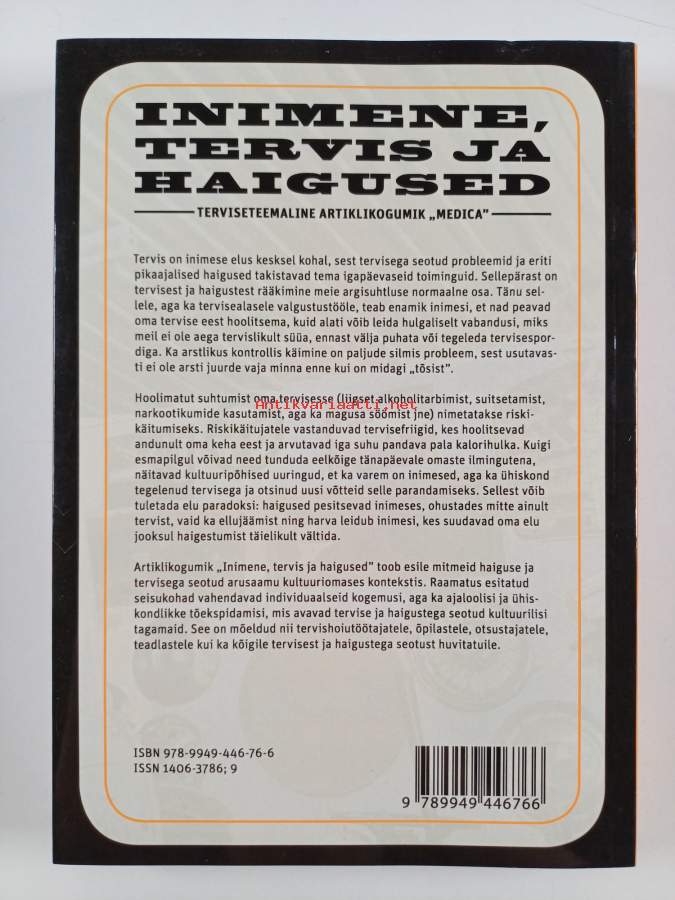 INIMENE,
TERVIS JA
HAIGUSED
TERVISETEEMALINE ARTIKLIKOGUMIK „MEDICA”
Tervis on inimese elus kesksel kohal, sest tervisega seotud probleemid ja eriti
pikaajalised haigused takistavad tema igapäevaseid toiminguid. Sellepärast on
tervisest ja haigustest rääkimine meie argisuhtluse normaalne osa. Tänu sel-
lele, aga ka tervisealasele valgustustööle, teab enamik inimesi, et nad peavad
oma tervise eest hoolitsema, kuid alati võib leida hulgaliselt vabandusi, miks
meil ei ole aega tervislikult süüa, ennast välja puhata või tegeleda tervisespor-
diga. Ka arstlikus kontrollis käimine on paljude silmis probleem, sest usutavas-
ti ei ole arsti juurde vaja minna enne kui on midagi „tõsist”.
Hoolimatut suhtumist oma tervisesse (liigset alkoholitarbimist, suitsetamist,
Antikvariaatti.net
narkootikumide kasutamist, aga ka magusa söömist jne) nimetatakse riski-
käitumiseks. Riskikäitujatele vastanduvad tervisefriigid, kes hoolitsevad
andunult oma keha eest ja arvutavad iga suhu pandava pala kalorihulka. Kuigi
esmapilgul võivad need tunduda eelkõige tänapäevale omaste ilmingutena,
näitavad kultuuripõhised uuringud, et ka varem on inimesed, aga ka ühiskond
tegelenud tervisega ja otsinud uusi võtteid selle parandamiseks. Sellest võib
tuletada elu paradoksi: haigused pesitsevad inimeses, ohustades mitte ainult
tervist, vaid ka ellujäämist ning harva leidub inimesi, kes suudavad oma elu
jooksul haigestumist täielikult vältida.
Artiklikogumik „Inimene, tervis ja haigused” toob esile mitmeid haiguse ja
tervisega seotud arusaamu kultuuriomases kontekstis. Raamatus esitatud
seisukohad vahendavad individuaalseid kogemusi, aga ka ajaloolisi ja ühis-
kondlikke tõekspidamisi, mis avavad tervise ja haigustega seotud kultuurilisi
tagamaid. See on mõeldud nii tervishoiutöötajatele, õpilastele, otsustajatele,
teadlastele kui ka kõigile tervisest ja haigustega seotust huvitatuile.
ISBN 978-9949-446-76-6
ISSN 1406-3786; 9
9 789949 446766